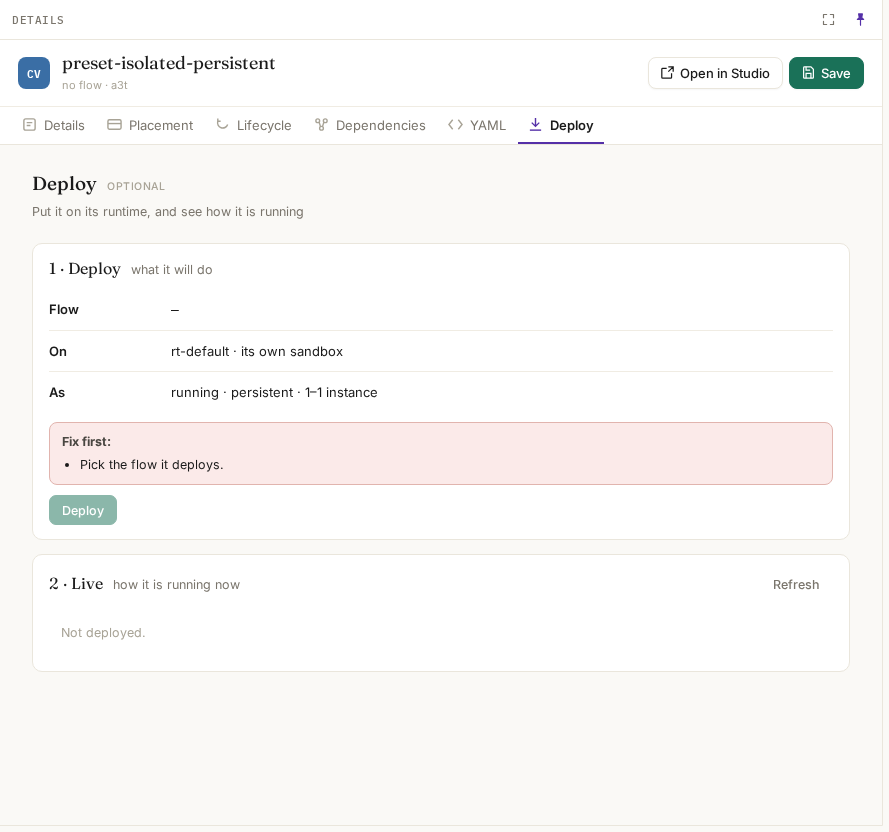 DETAILS
CV
preset-isolated-persistent
no flow · a3t
Open in Studio
Save
Details
Placement
Lifecycle
Dependencies
YAML
Deploy
Deploy OPTIONAL
Put it on its runtime, and see how it is running
1 · Deploy what it will do
Flow –
On rt-default · its own sandbox
As running · persistent · 1–1 instance
Fix first:
• Pick the flow it deploys.
Deploy
2 · Live how it is running now Refresh
Not deployed.